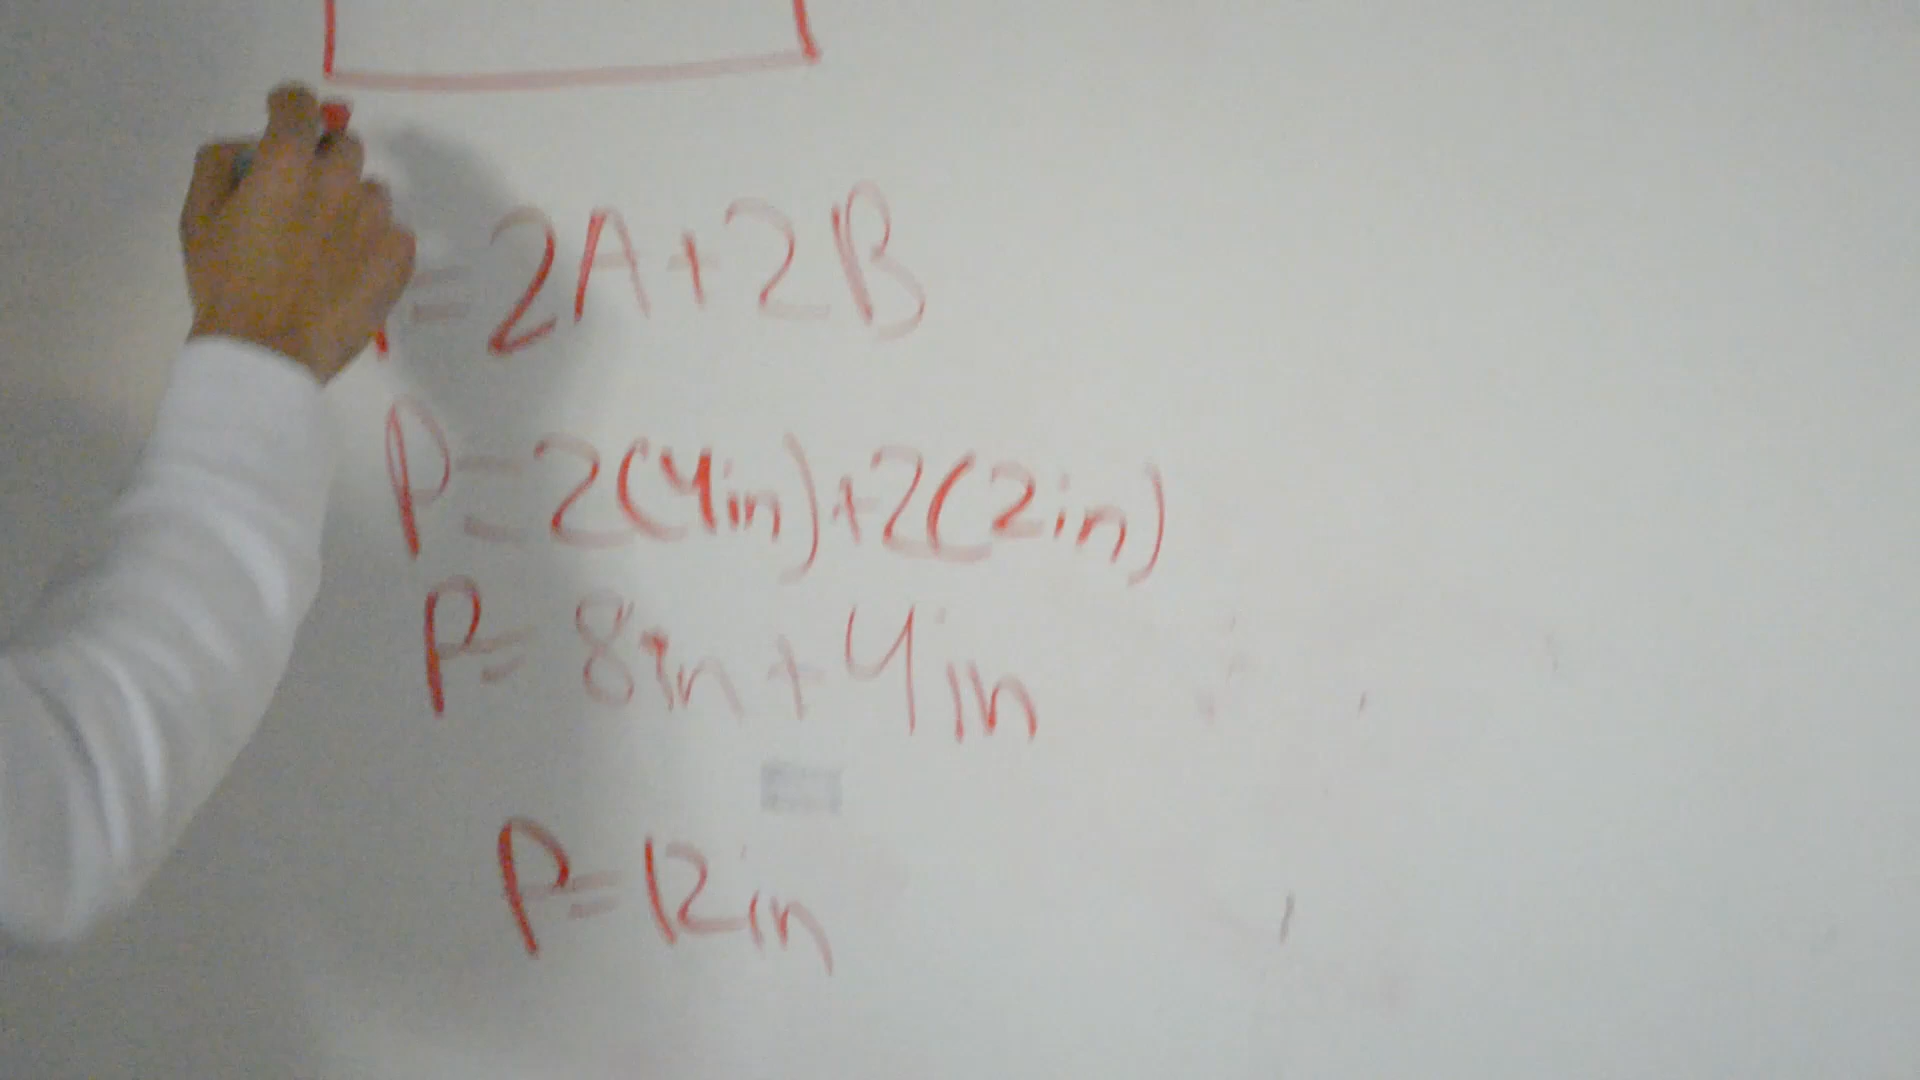 = 2A + 2B
P = 2(4in) + 2(2in)
P = 8in + 4in
P = 12in